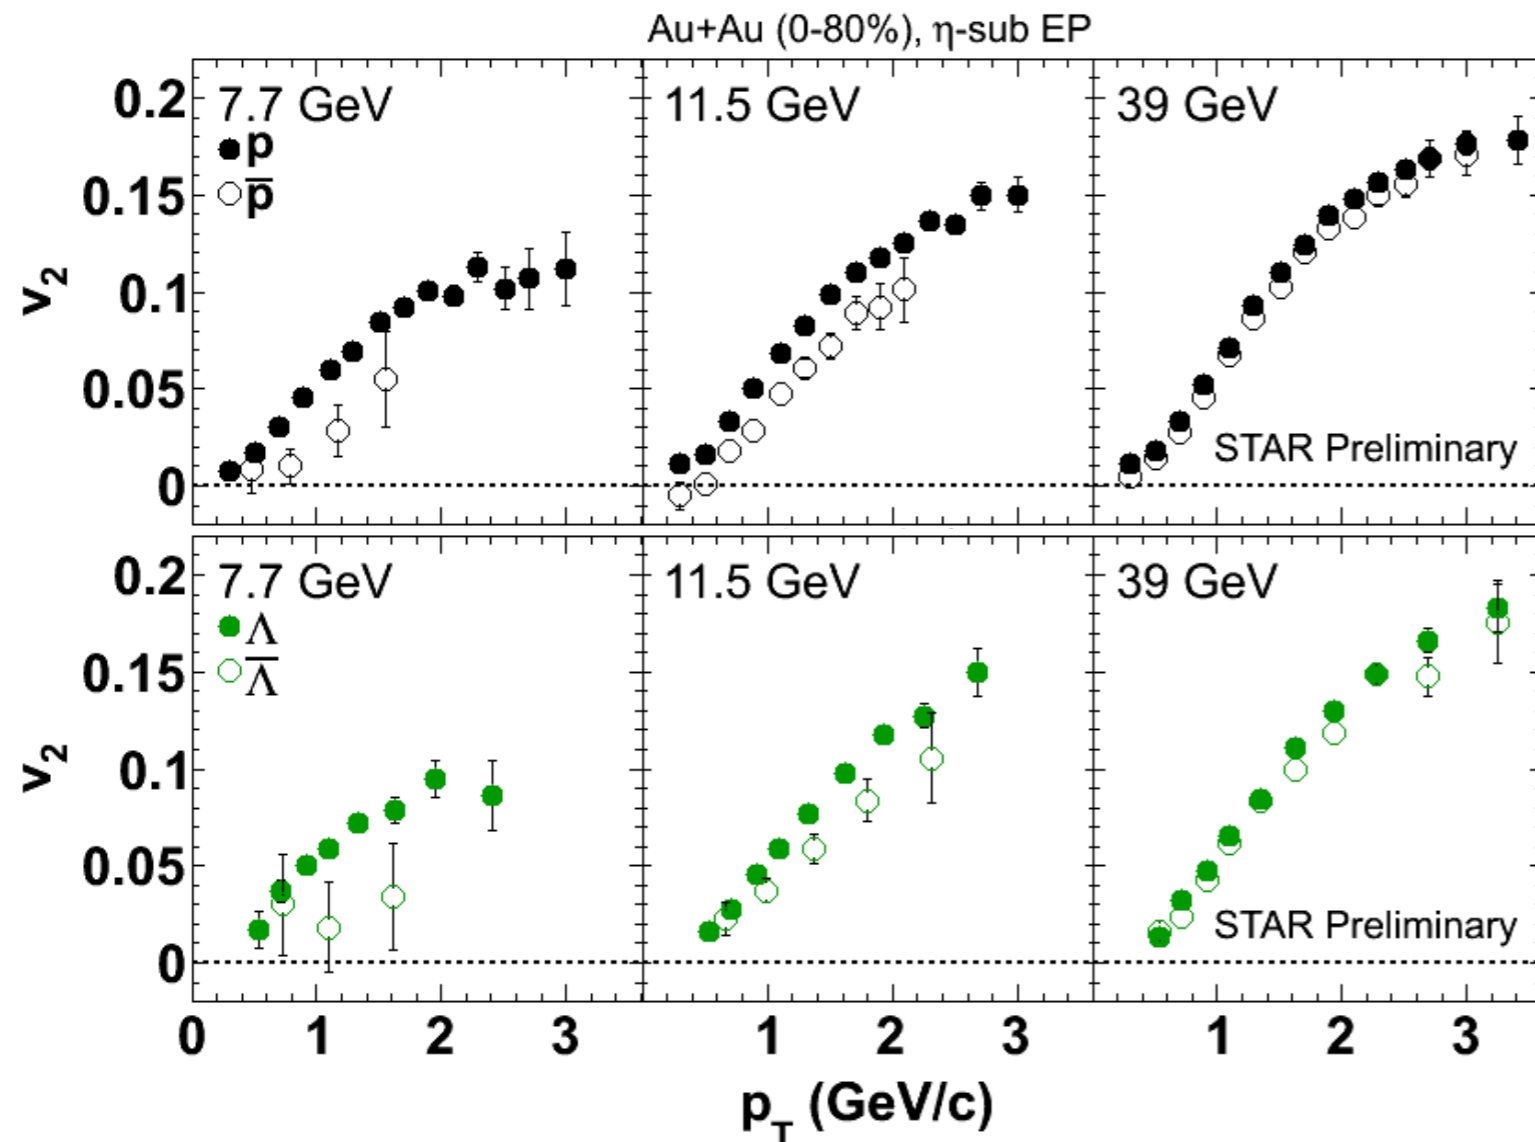 Au+Au (0-80%), η-sub EP
7.7 GeV 11.5 GeV 39 GeV
p
p̅
v₂
0.2
0.15
0.1
0.05
0
STAR Preliminary
7.7 GeV 11.5 GeV 39 GeV
Λ
Λ̅
v₂
0.2
0.15
0.1
0.05
0
STAR Preliminary
0 1 2 3 1 2 3 1 2 3
p_T (GeV/c)